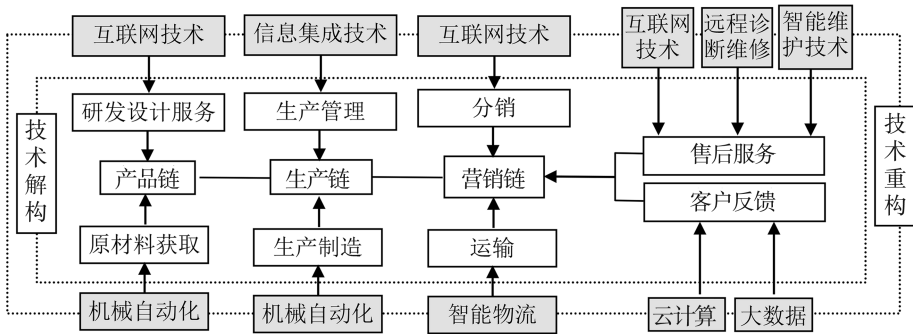 互联网技术
信息集成技术
互联网技术
互联网
技术
远程诊
断维修
智能维
护技术
研发设计服务
生产管理
分销
售后服务
技术解构
产品链
生产链
营销链
客户反馈
技术重构
原材料获取
生产制造
运输
机械自动化
机械自动化
智能物流
云计算
大数据